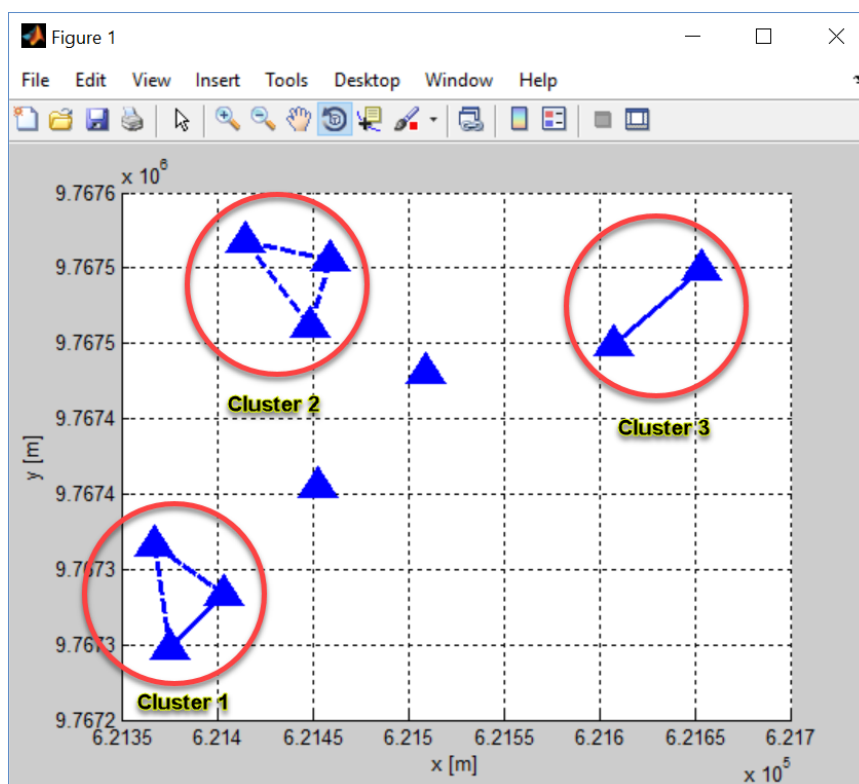 Figure 1
File Edit View Insert Tools Desktop Window Help
x 10^6
9.7676
9.7675
9.7675
9.7674
9.7674
9.7673
9.7673
9.7672
y [m]
Cluster 2
Cluster 3
Cluster 1
6.2135 6.214 6.2145 6.215 6.2155 6.216 6.2165 6.217
x [m]
x 10^5